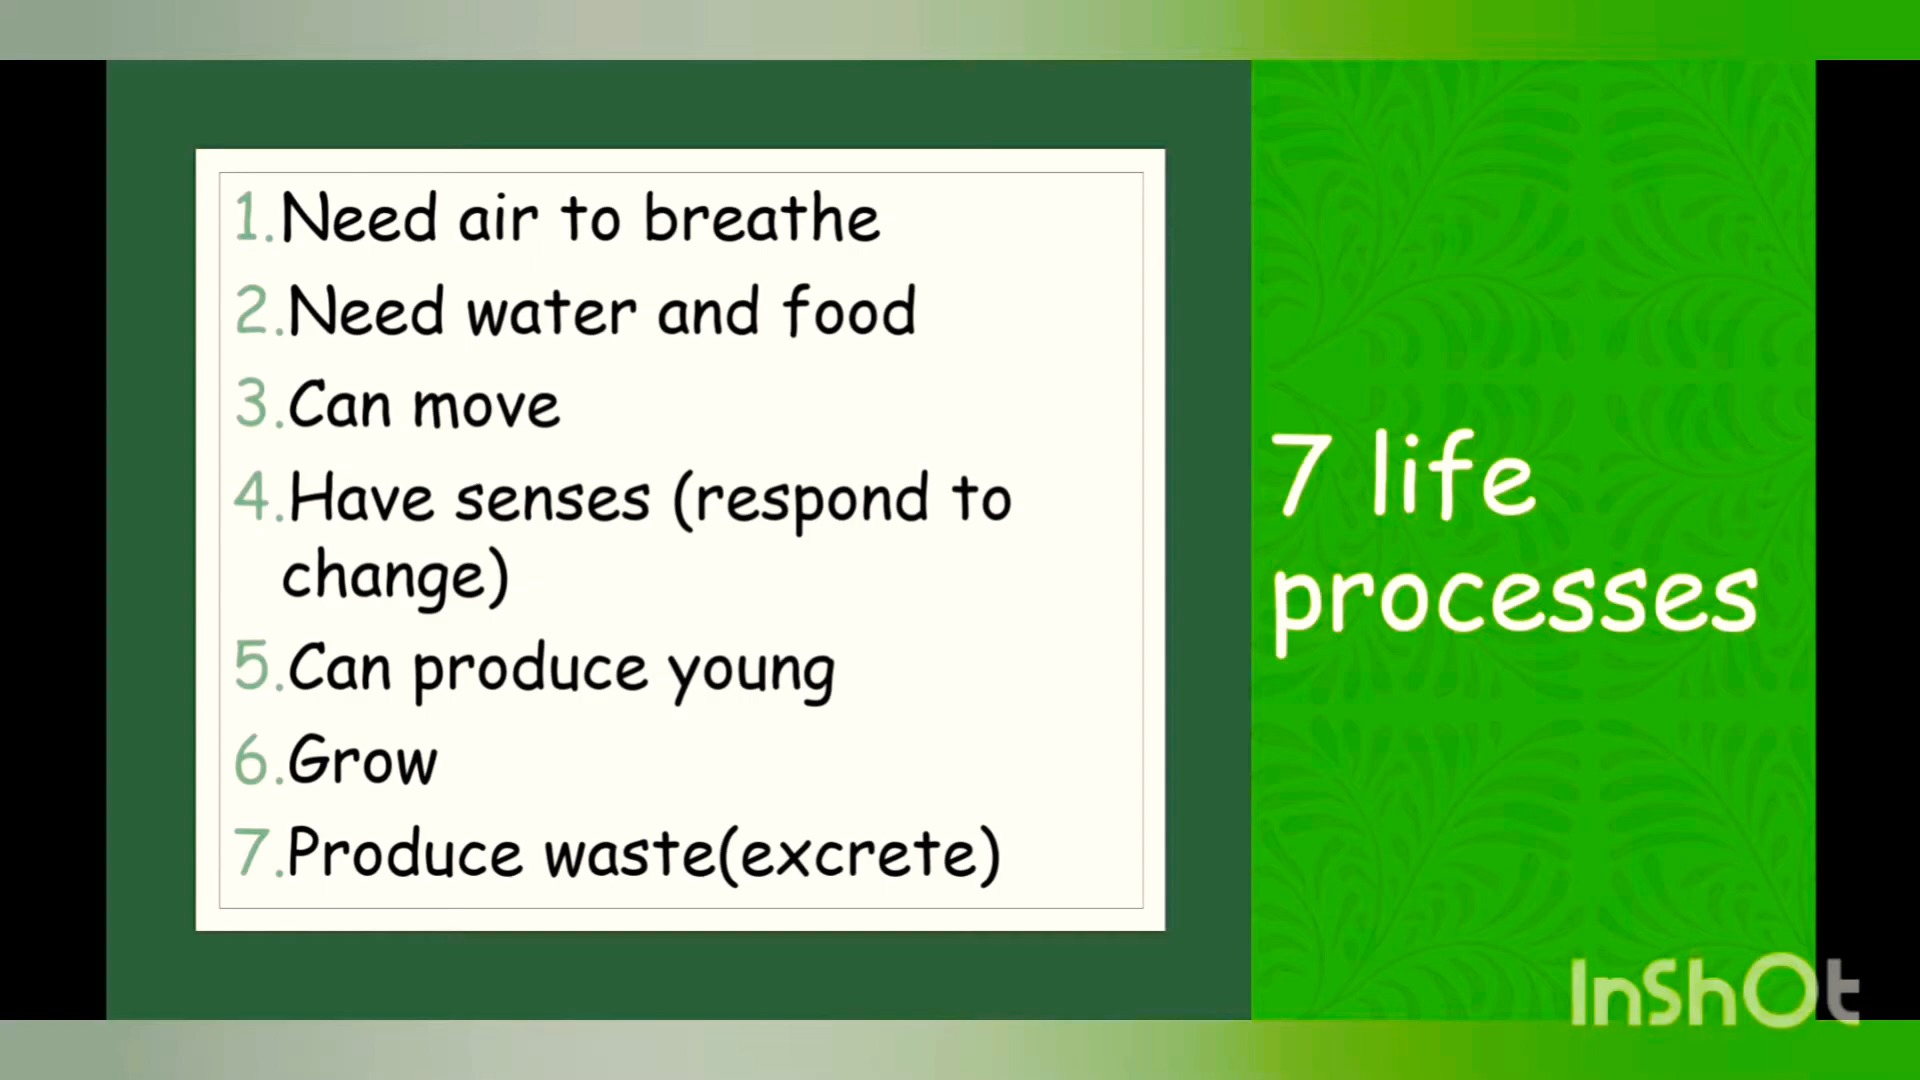 1.Need air to breathe
2.Need water and food
3.Can move
4.Have senses (respond to
change)
5.Can produce young
6.Grow
7.Produce waste(excrete)
7 life
processes
InShOt